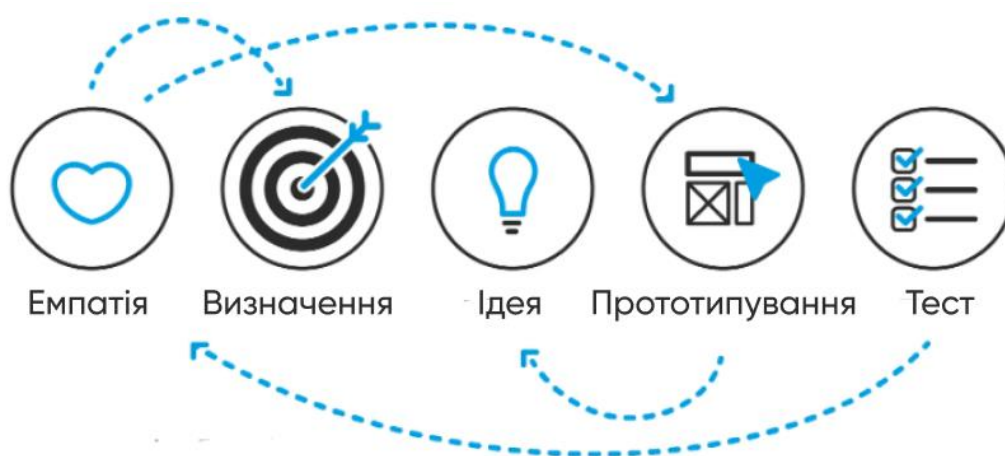 Емпатія
Визначення
Ідея
Прототипування
Тест